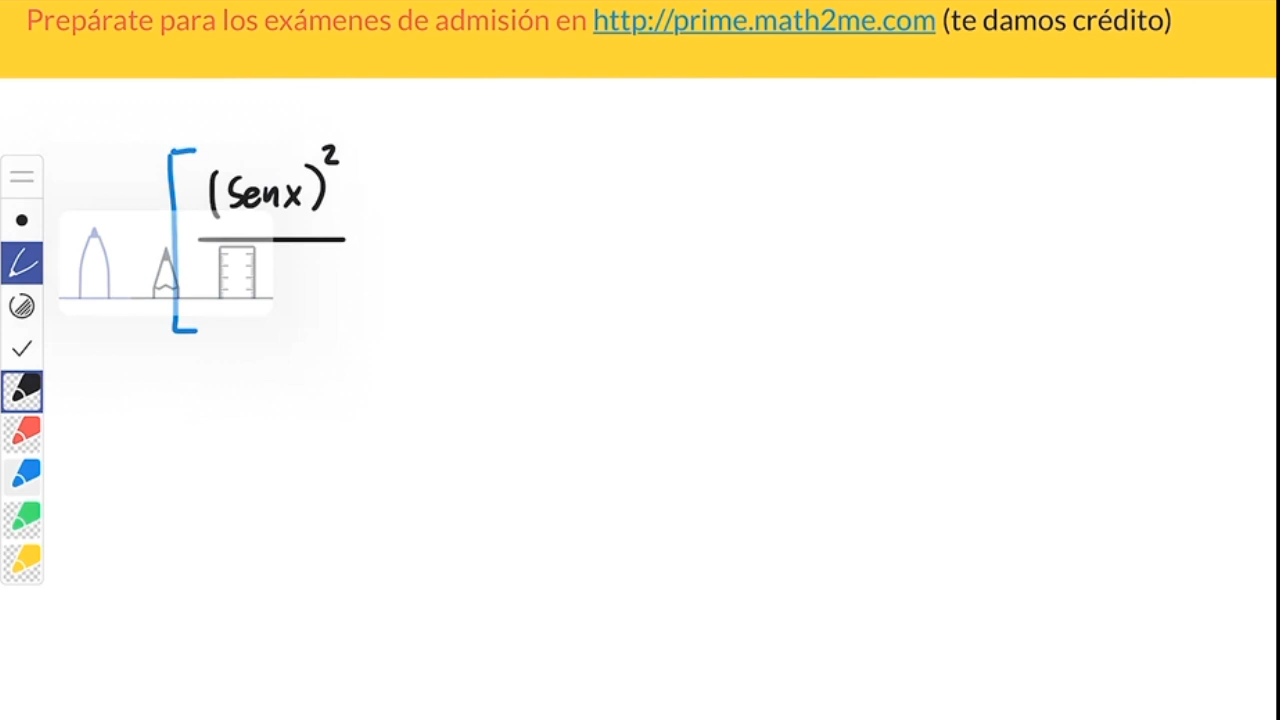 Prepárate para los exámenes de admisión en http://prime.math2me.com (te damos crédito)
[ (Senx)²